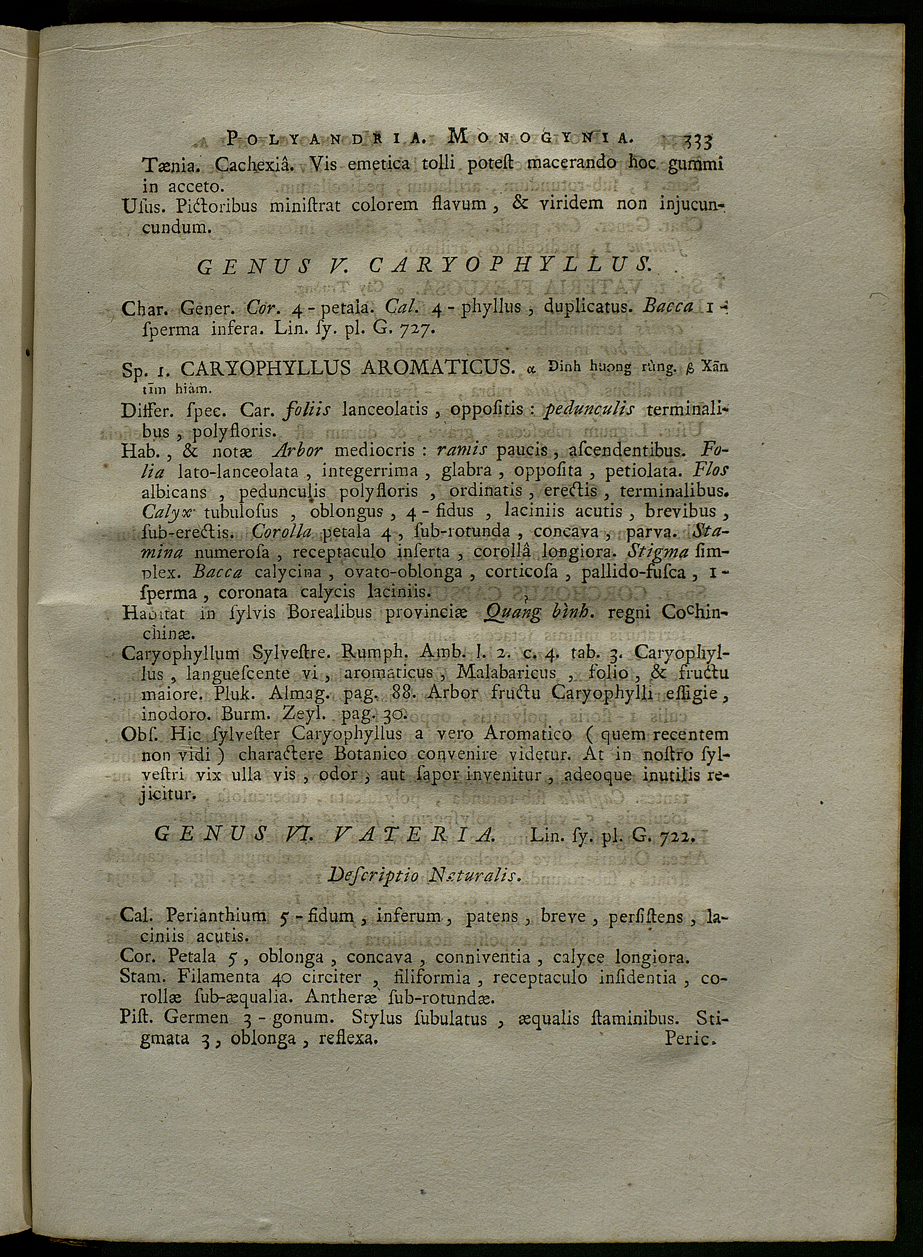 POLYANDRIA. MONOGYNIA. 333
Tænia. Cachexiâ. Vis emetica tolli poteſt macerando hoc gummi
in acceto.
Uſus. Pictoribus miniſtrat colorem flavum, & viridem non injucun-
cundum.
GENUS V. CARYOPHYLLUS.
Char. Gener. Cor. 4-petala. Cal. 4-phyllus, duplicatus. Bacca 1-
ſperma infera. Lin. ſy. pl. G. 727.
Sp. 1. CARYOPHYLLUS AROMATICUS. α Dinh huong rùng. β Xān
tīm hiàm.
Differ. ſpec. Car. foliis lanceolatis, oppoſitis: pedunculis terminali-
bus, polyfloris.
Hab., & notæ Arbor mediocris: ramis paucis, aſcendentibus. Fo-
lia lato-lanceolata, integerrima, glabra, oppoſita, petiolata. Flos
albicans, pedunculis polyfloris, ordinatis, erectis, terminalibus.
Calyx tubuloſus, oblongus, 4-fidus, laciniis acutis, brevibus,
ſub-erectis. Corolla petala 4, ſub-rotunda, concava, parva. Sta-
mina numeroſa, receptaculo inſerta, corollâ longiora. Stigma ſim-
plex. Bacca calycina, ovato-oblonga, corticoſa, pallido-fuſca, 1-
ſperma, coronata calycis laciniis.
Habitat in ſylvis Borealibus provinciæ Quang bình. regni Cochin-
chinæ.
Caryophyllum Sylveſtre. Rumph. Amb. l. 2. c. 4. tab. 3. Caryophyl-
lus, langueſcente vi, aromaticus, Malabaricus, folio, & fructu
maiore. Pluk. Almag. pag. 88. Arbor fructu Caryophylli effigie,
inodoro. Burm. Zeyl. pag. 30.
Obſ. Hic ſylveſter Caryophyllus a vero Aromatico (quem recentem
non vidi) charactere Botanico convenire videtur. At in noſtro ſyl-
veſtri vix ulla vis, odor, aut ſapor invenitur, adeoque inutilis re-
jicitur.
GENUS VI. VATERIA. Lin. ſy. pl. G. 722.
Deſcriptio Naturalis.
Cal. Perianthium 5-fidum, inferum, patens, breve, perſiſtens, la-
ciniis acutis.
Cor. Petala 5, oblonga, concava, conniventia, calyce longiora.
Stam. Filamenta 40 circiter, filiformia, receptaculo inſidentia, co-
rollæ ſub-æqualia. Antheræ ſub-rotundæ.
Piſt. Germen 3-gonum. Stylus ſubulatus, æqualis ſtaminibus. Sti-
gmata 3, oblonga, reflexa. Peric.